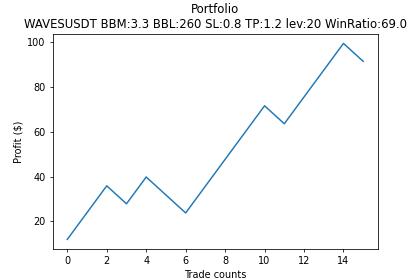 Portfolio
WAVESUSDT BBM:3.3 BBL:260 SL:0.8 TP:1.2 lev:20 WinRatio:69.0
Profit ($)
100
80
60
40
20
0 2 4 6 8 10 12 14
Trade counts